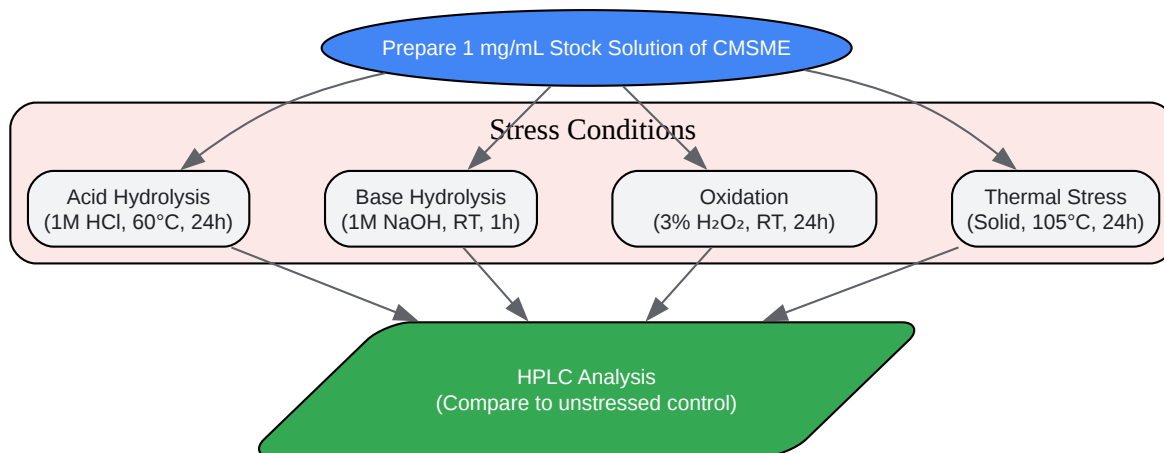 Prepare 1 mg/mL Stock Solution of CMSME
Stress Conditions
Acid Hydrolysis
(1M HCl, 60°C, 24h)
Base Hydrolysis
(1M NaOH, RT, 1h)
Oxidation
(3% H₂O₂, RT, 24h)
Thermal Stress
(Solid, 105°C, 24h)
HPLC Analysis
(Compare to unstressed control)